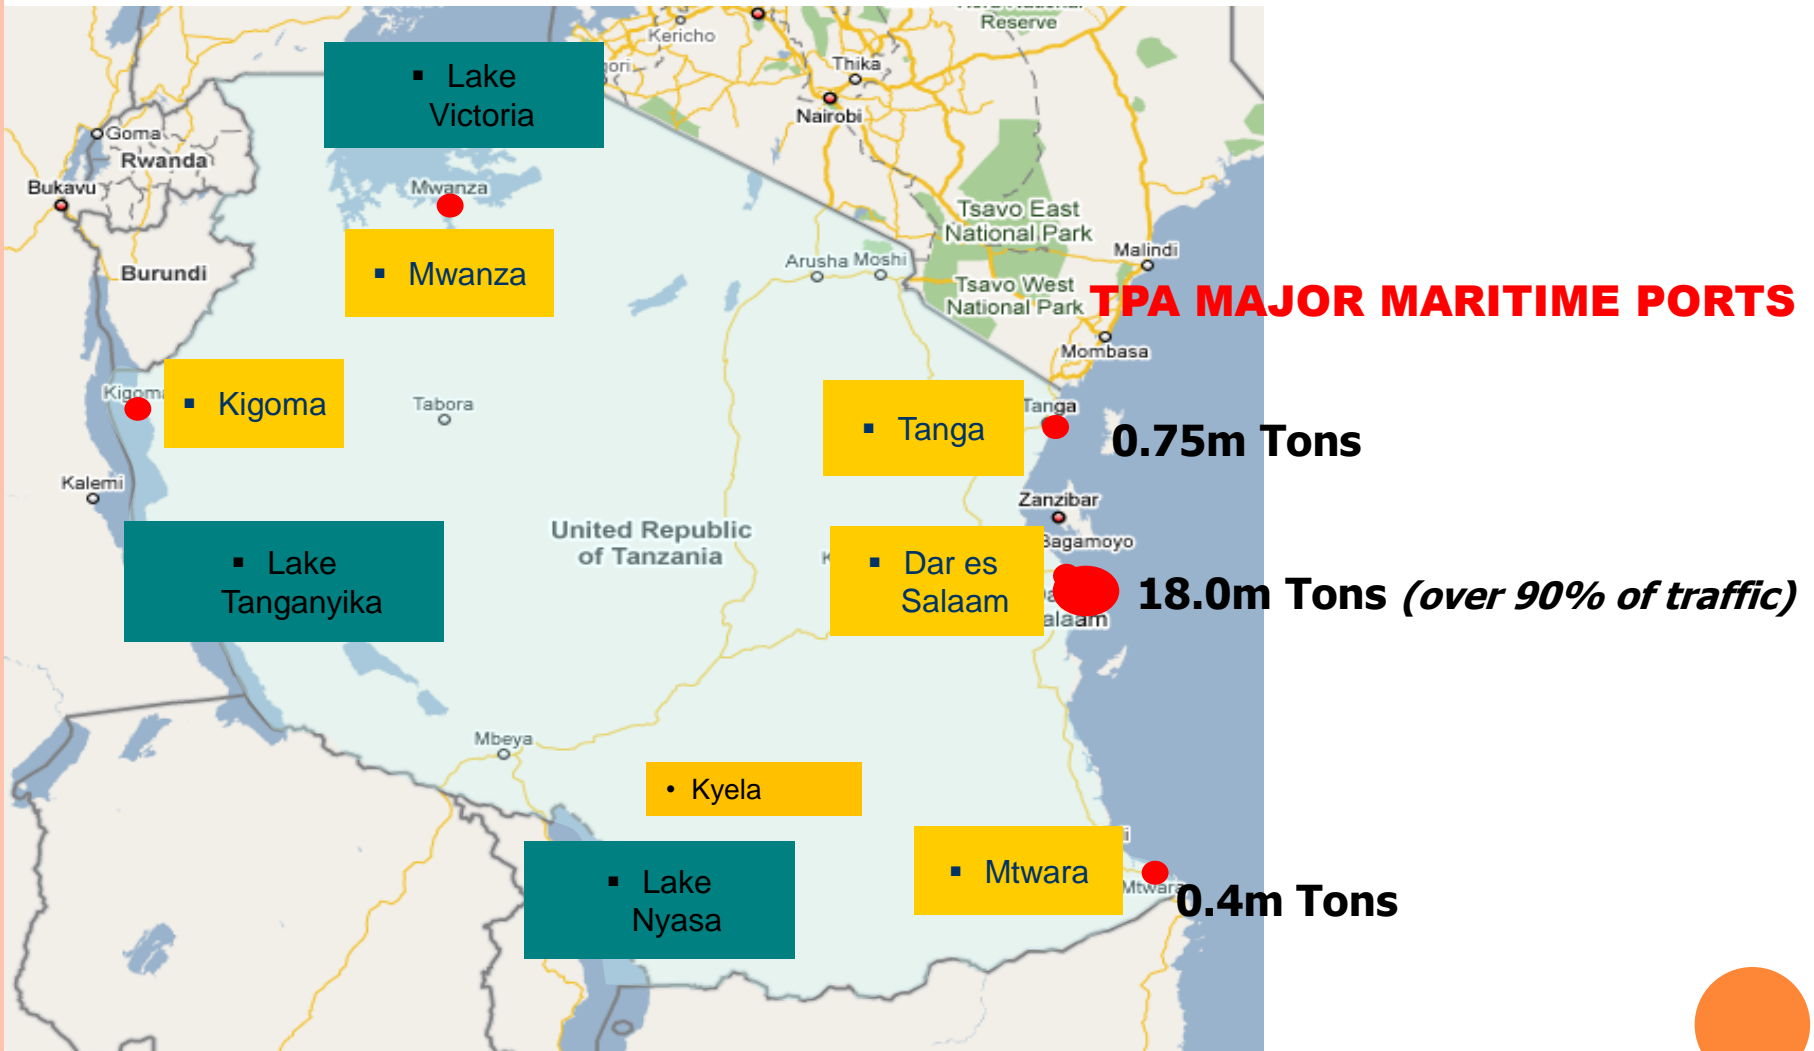 Reserve
Kericho
▪ Lake
Victoria
ori
Thika
Nairobi
Goma
Rwanda
Bukavu
Mwanza
Tsavo East
National Park
Malindi
Burundi
▪ Mwanza
Arusha Moshi
Tsavo West
National Park
TPA MAJOR MARITIME PORTS
Mombasa
Kigoma
▪ Kigoma
Tabora
▪ Tanga
Tanga
0.75m Tons
Kalemi
Zanzibar
United Republic
of Tanzania
Bagamoyo
▪ Lake
Tanganyika
▪ Dar es
Salaam
alaam
18.0m Tons (over 90% of traffic)
Mbeya
• Kyela
▪ Lake
Nyasa
▪ Mtwara
Mtwara
0.4m Tons